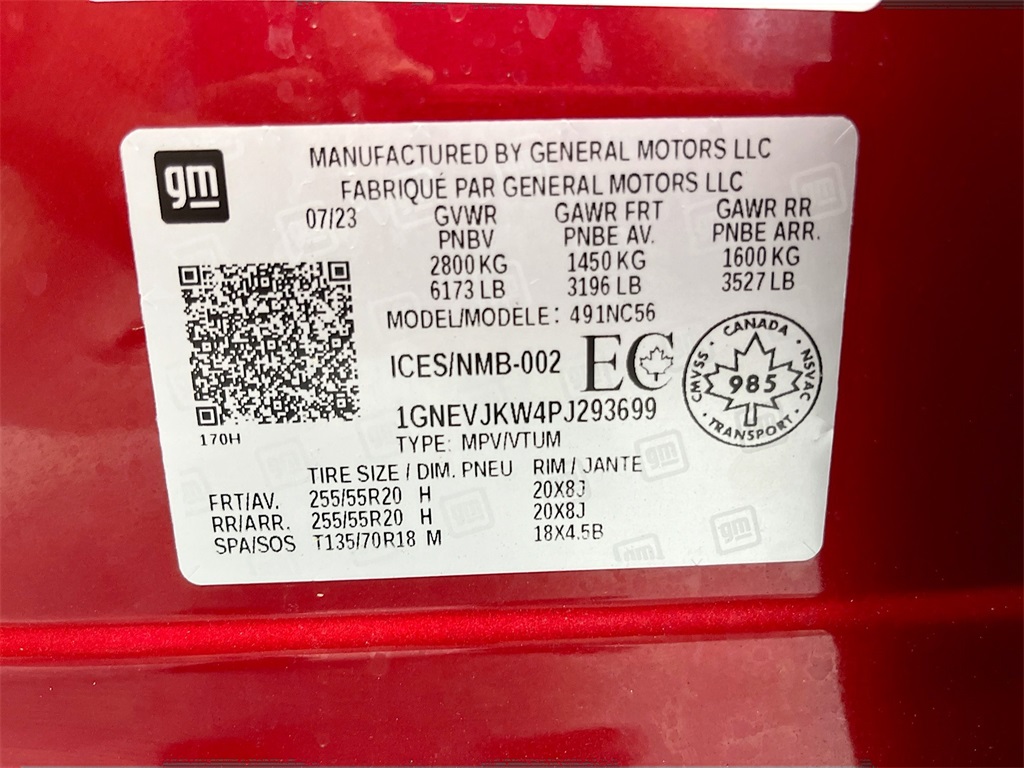 gm
MANUFACTURED BY GENERAL MOTORS LLC
FABRIQUÉ PAR GENERAL MOTORS LLC
07/23 GVWR GAWR FRT GAWR RR
PNBV PNBE AV. PNBE ARR.
2800 KG 1450 KG 1600 KG
6173 LB 3196 LB 3527 LB
MODEL/MODELE: 491NC56
ICES/NMB-002 EC
CANADA
CMVSS 985 NSVAC
TRANSPORT
1GNEVJKW4PJ293699
170H
TYPE: MPV/VTUM
TIRE SIZE / DIM. PNEU RIM / JANTE
FRT/AV. 255/55R20 H 20X8J
RR/ARR. 255/55R20 H 20X8J
SPA/SOS T135/70R18 M 18X4.5B
gm